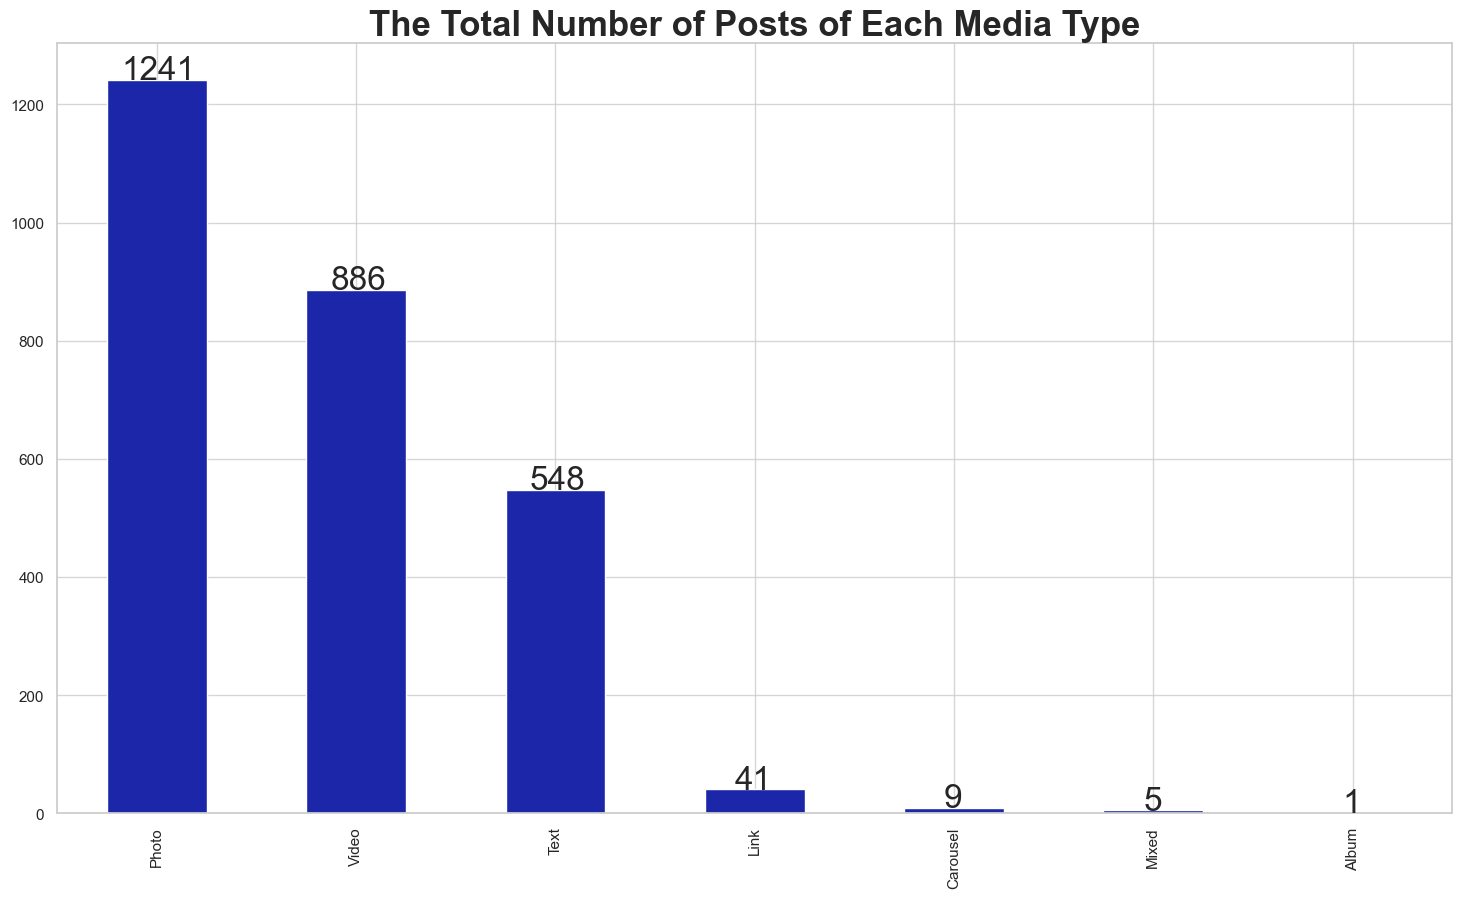 The Total Number of Posts of Each Media Type
1241
886
548
41
9
5
1
1200
1000
800
600
400
200
0
Photo
Video
Text
Link
Carousel
Mixed
Album